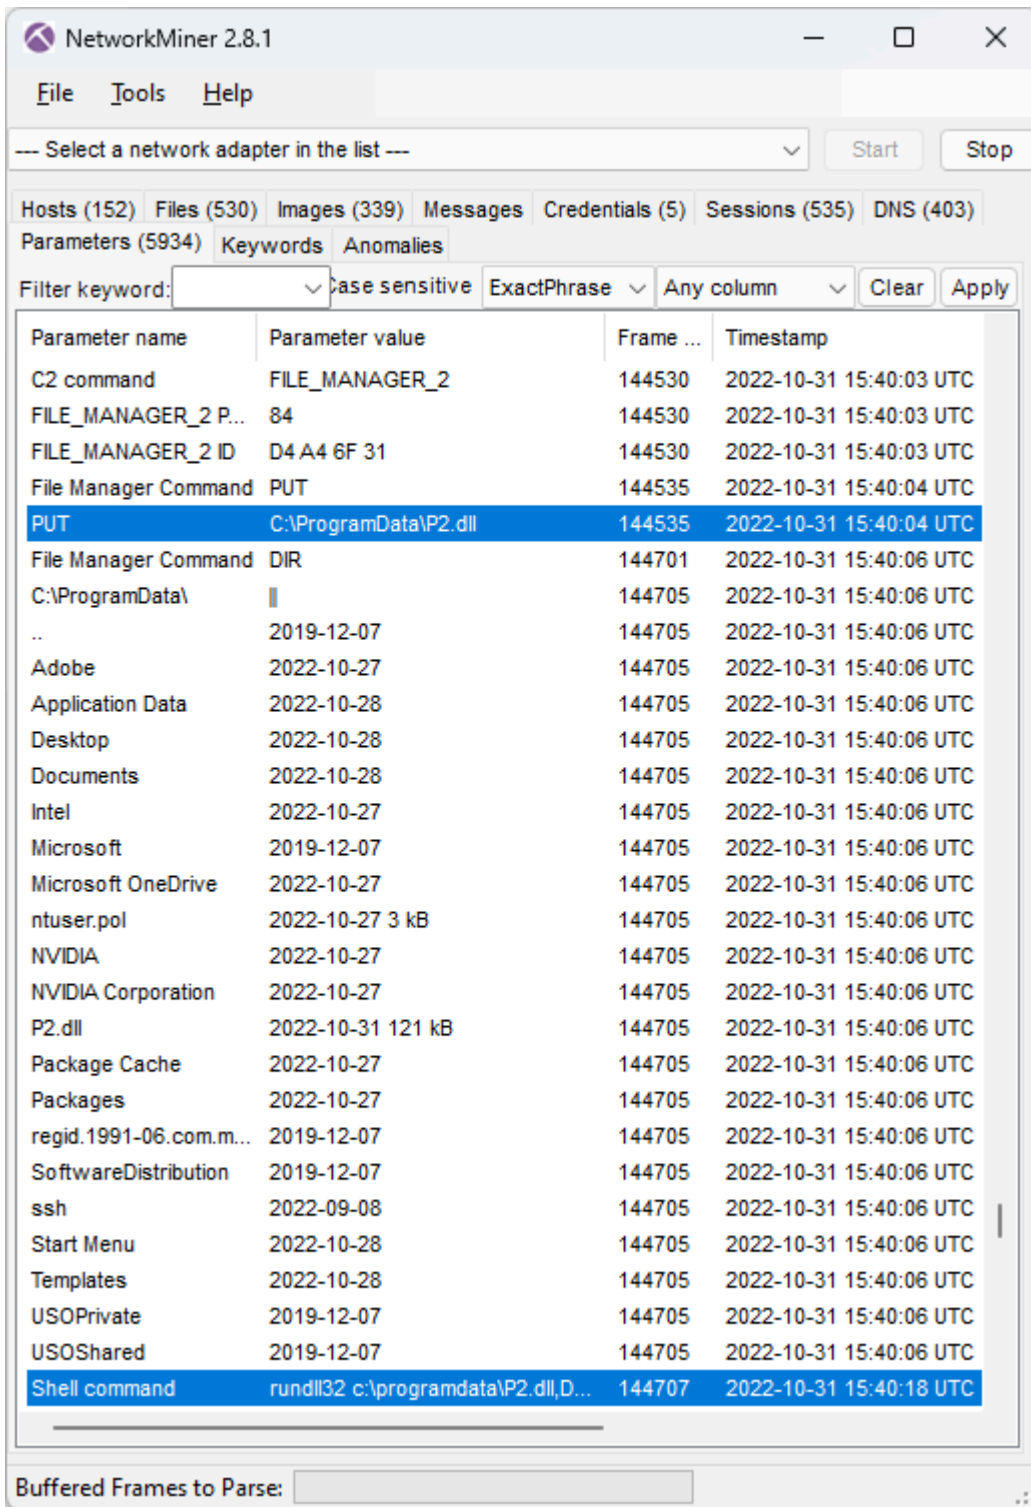 NetworkMiner 2.8.1
File Tools Help
--- Select a network adapter in the list --- Start Stop
Hosts (152) Files (530) Images (339) Messages Credentials (5) Sessions (535) DNS (403)
Parameters (5934) Keywords Anomalies
Filter keyword: Case sensitive ExactPhrase Any column Clear Apply
Parameter name Parameter value Frame ... Timestamp
C2 command FILE_MANAGER_2 144530 2022-10-31 15:40:03 UTC
FILE_MANAGER_2 P... 84 144530 2022-10-31 15:40:03 UTC
FILE_MANAGER_2 ID D4 A4 6F 31 144530 2022-10-31 15:40:03 UTC
File Manager Command PUT 144535 2022-10-31 15:40:04 UTC
PUT C:\ProgramData\P2.dll 144535 2022-10-31 15:40:04 UTC
File Manager Command DIR 144701 2022-10-31 15:40:06 UTC
C:\ProgramData\ || 144705 2022-10-31 15:40:06 UTC
.. 2019-12-07 144705 2022-10-31 15:40:06 UTC
Adobe 2022-10-27 144705 2022-10-31 15:40:06 UTC
Application Data 2022-10-28 144705 2022-10-31 15:40:06 UTC
Desktop 2022-10-28 144705 2022-10-31 15:40:06 UTC
Documents 2022-10-28 144705 2022-10-31 15:40:06 UTC
Intel 2022-10-27 144705 2022-10-31 15:40:06 UTC
Microsoft 2019-12-07 144705 2022-10-31 15:40:06 UTC
Microsoft OneDrive 2022-10-27 144705 2022-10-31 15:40:06 UTC
ntuser.pol 2022-10-27 3 kB 144705 2022-10-31 15:40:06 UTC
NVIDIA 2022-10-27 144705 2022-10-31 15:40:06 UTC
NVIDIA Corporation 2022-10-27 144705 2022-10-31 15:40:06 UTC
P2.dll 2022-10-31 121 kB 144705 2022-10-31 15:40:06 UTC
Package Cache 2022-10-27 144705 2022-10-31 15:40:06 UTC
Packages 2022-10-27 144705 2022-10-31 15:40:06 UTC
regid.1991-06.com.m... 2019-12-07 144705 2022-10-31 15:40:06 UTC
SoftwareDistribution 2019-12-07 144705 2022-10-31 15:40:06 UTC
ssh 2022-09-08 144705 2022-10-31 15:40:06 UTC
Start Menu 2022-10-28 144705 2022-10-31 15:40:06 UTC
Templates 2022-10-28 144705 2022-10-31 15:40:06 UTC
USOPrivate 2019-12-07 144705 2022-10-31 15:40:06 UTC
USOShared 2019-12-07 144705 2022-10-31 15:40:06 UTC
Shell command rundll32 c:\programdata\P2.dll,D... 144707 2022-10-31 15:40:18 UTC
Buffered Frames to Parse: